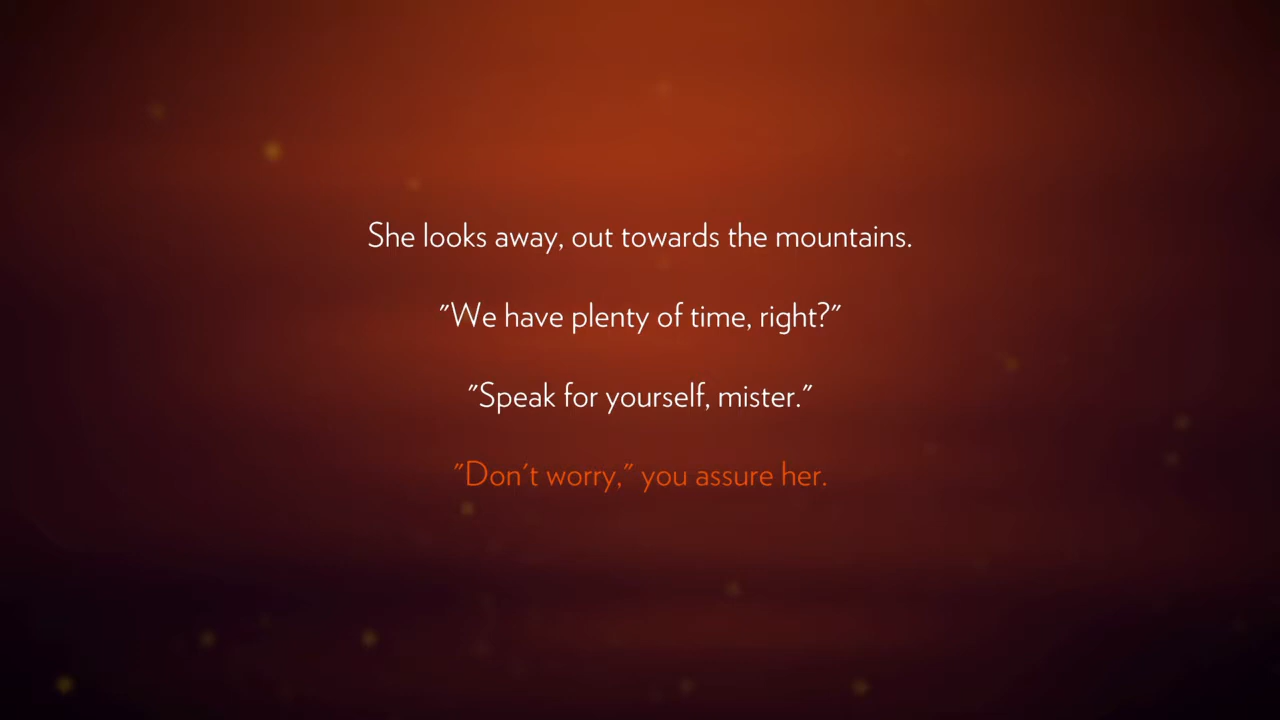 She looks away, out towards the mountains.
"We have plenty of time, right?"
"Speak for yourself, mister."
"Don't worry," you assure her.